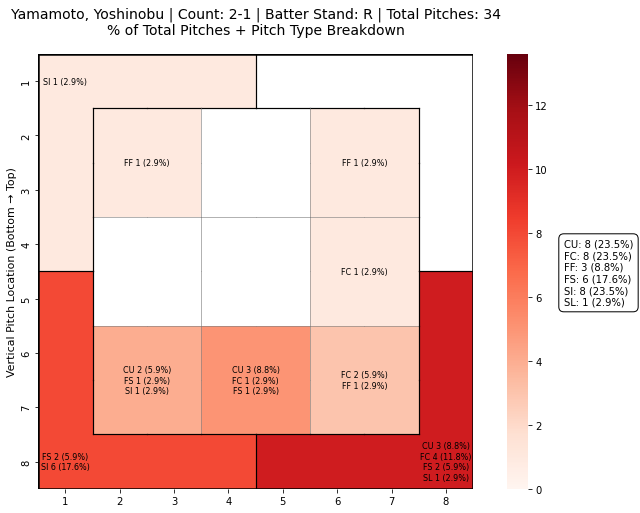 Yamamoto, Yoshinobu | Count: 2-1 | Batter Stand: R | Total Pitches: 34
% of Total Pitches + Pitch Type Breakdown
Vertical Pitch Location (Bottom → Top)
1
2
3
4
5
6
7
8
SI 1 (2.9%)
FF 1 (2.9%)
FF 1 (2.9%)
FC 1 (2.9%)
CU 2 (5.9%)
FS 1 (2.9%)
SI 1 (2.9%)
CU 3 (8.8%)
FC 1 (2.9%)
FS 1 (2.9%)
FC 2 (5.9%)
FF 1 (2.9%)
FS 2 (5.9%)
SI 6 (17.6%)
CU 3 (8.8%)
FC 4 (11.8%)
FS 2 (5.9%)
SL 1 (2.9%)
1 2 3 4 5 6 7 8
12
10
8
6
4
2
0
CU: 8 (23.5%)
FC: 8 (23.5%)
FF: 3 (8.8%)
FS: 6 (17.6%)
SI: 8 (23.5%)
SL: 1 (2.9%)